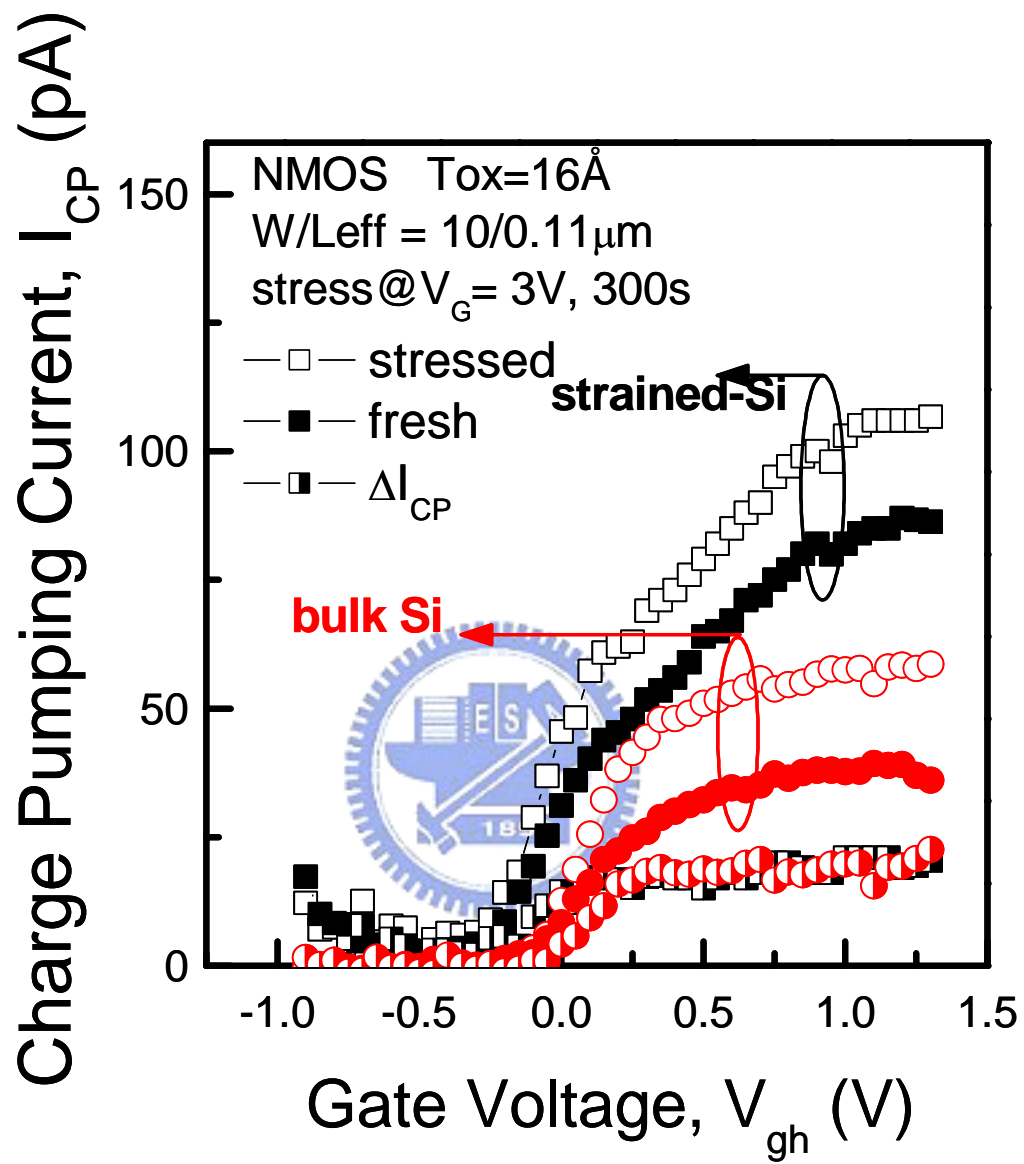 Charge Pumping Current, I_CP (pA)
NMOS Tox=16Å
W/Leff = 10/0.11μm
stress@V_G= 3V, 300s
stressed
fresh
ΔI_CP
strained-Si
bulk Si
150
100
50
0
E S
-1.0 -0.5 0.0 0.5 1.0 1.5
Gate Voltage, V_gh (V)